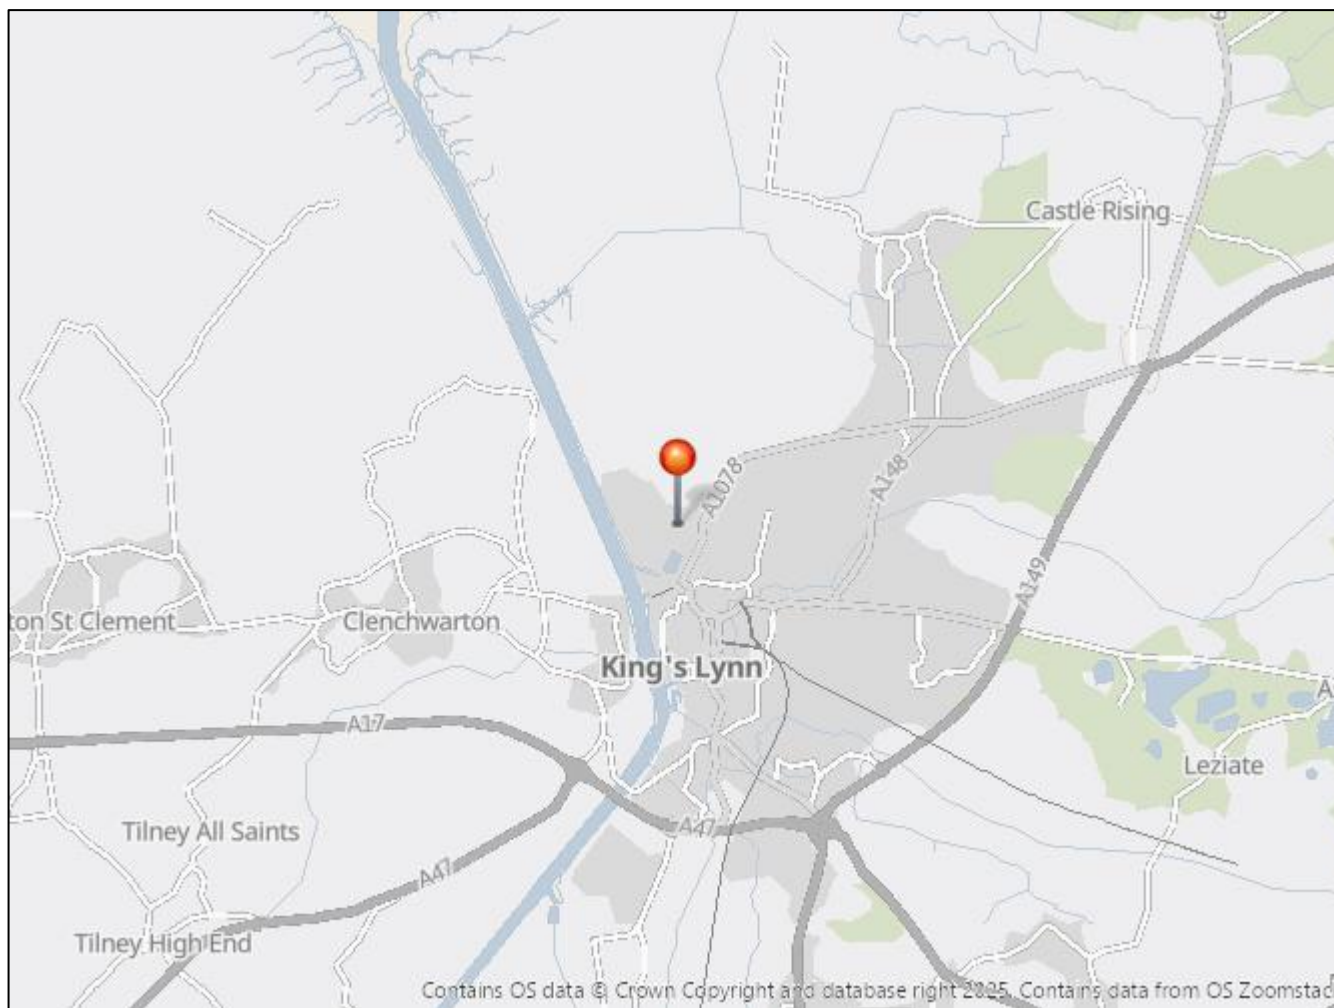 Castle Rising
A1078
A148
A149
ton St Clement
Clenchwarton
King's Lynn
A17
Leziate
Tilney All Saints
A47
A47
Tilney High End
Contains OS data © Crown Copyright and database right 2025. Contains data from OS Zoomstac